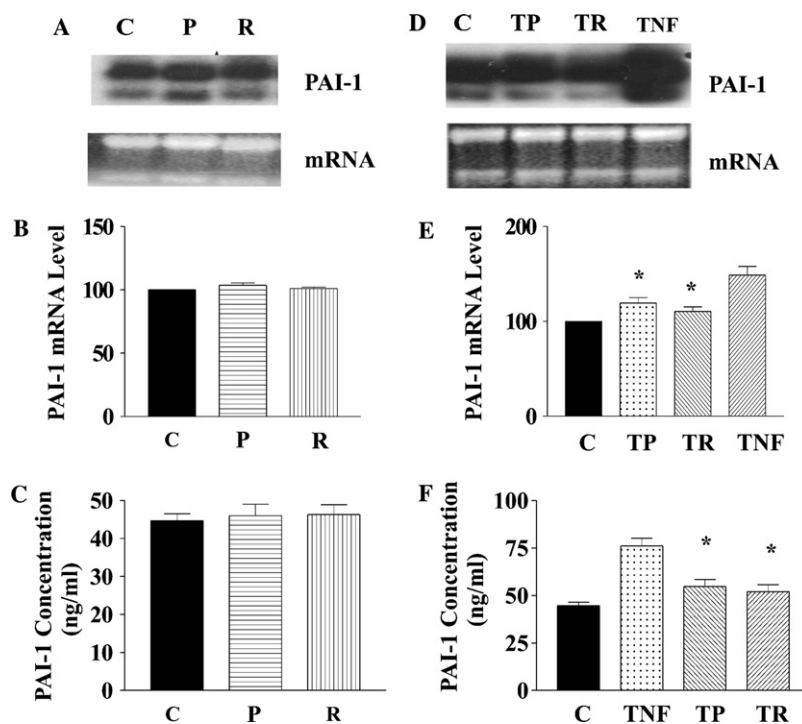 A
C P R
PAI-1
mRNA
B
PAI-1 mRNA Level
150
100
50
0
C P R
C
PAI-1 Concentration
(ng/ml)
50
40
30
20
10
0
C P R
D
C TP TR TNF
PAI-1
mRNA
E
PAI-1 mRNA Level
200
100
0
* *
C TP TR TNF
F
PAI-1 Concentration
(ng/ml)
100
75
50
25
0
* *
C TNF TP TR